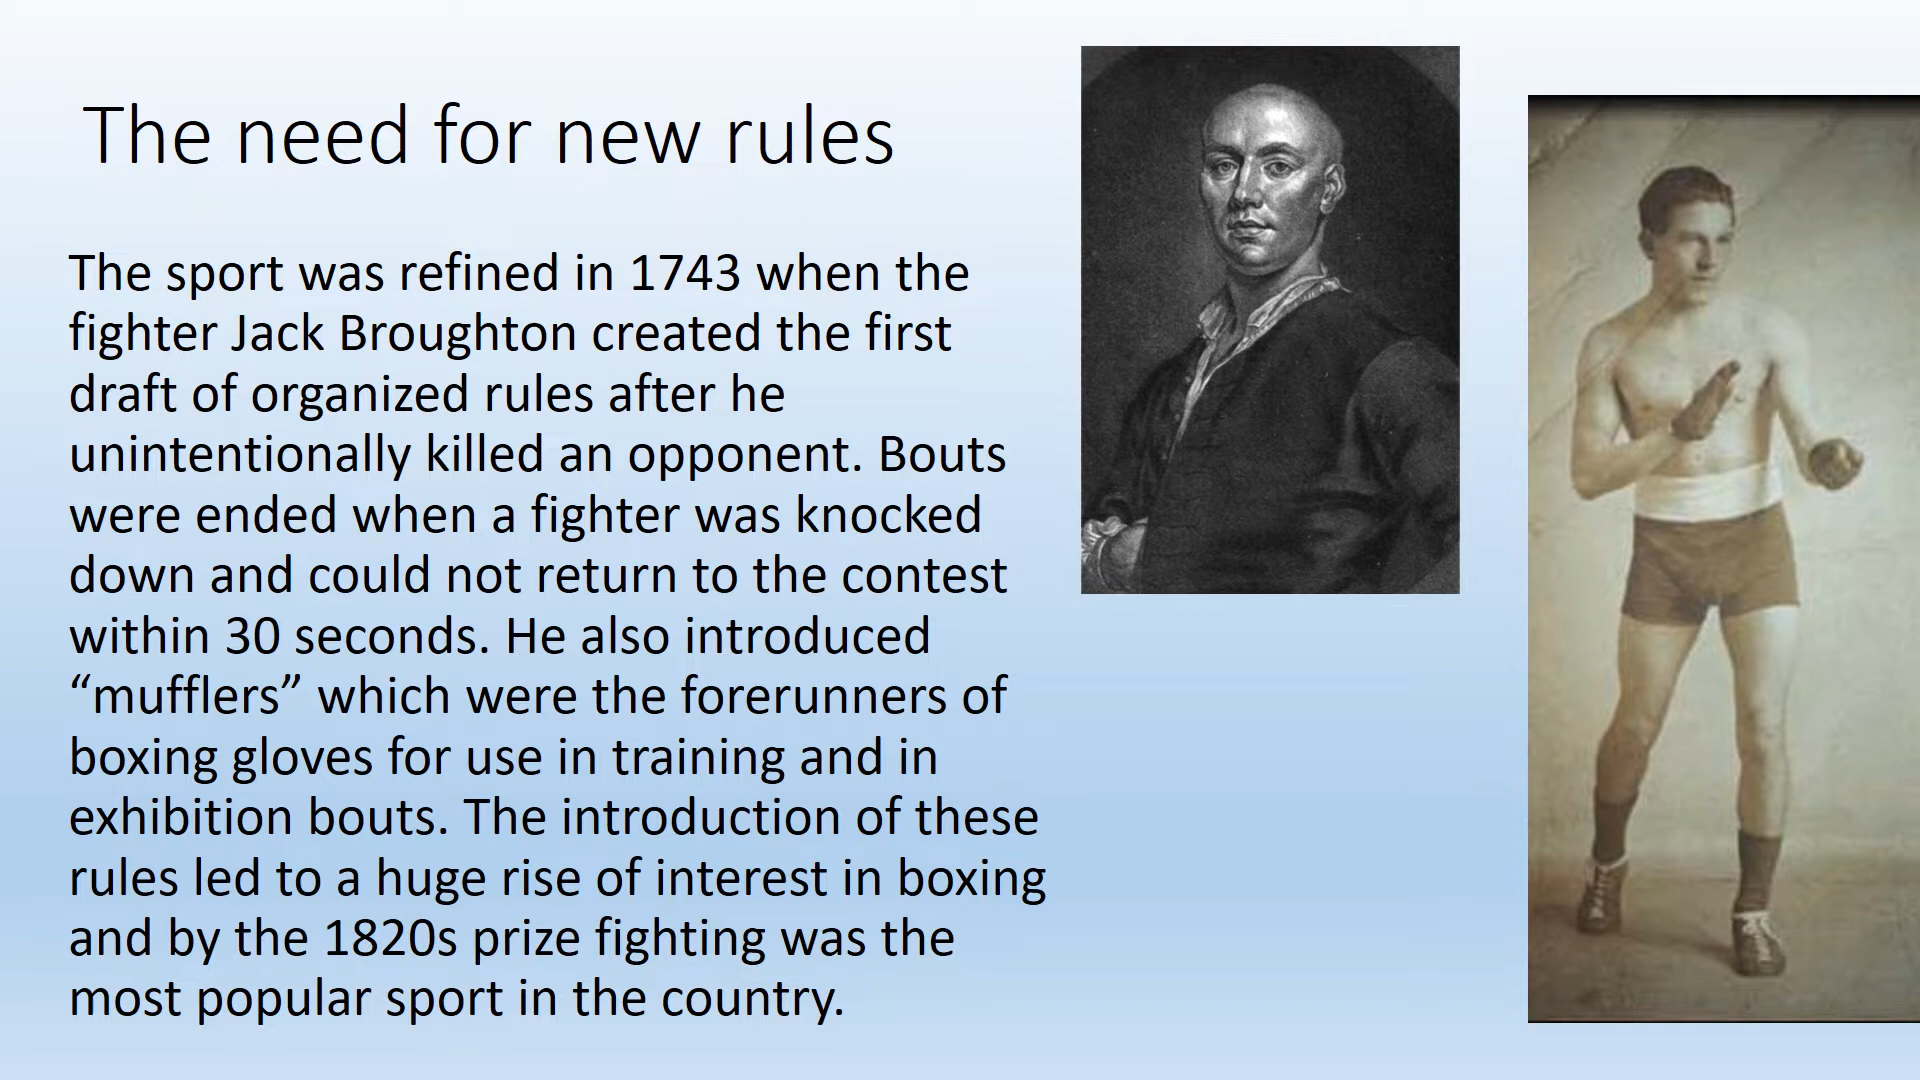 The need for new rules
The sport was refined in 1743 when the
fighter Jack Broughton created the first
draft of organized rules after he
unintentionally killed an opponent. Bouts
were ended when a fighter was knocked
down and could not return to the contest
within 30 seconds. He also introduced
“mufflers” which were the forerunners of
boxing gloves for use in training and in
exhibition bouts. The introduction of these
rules led to a huge rise of interest in boxing
and by the 1820s prize fighting was the
most popular sport in the country.